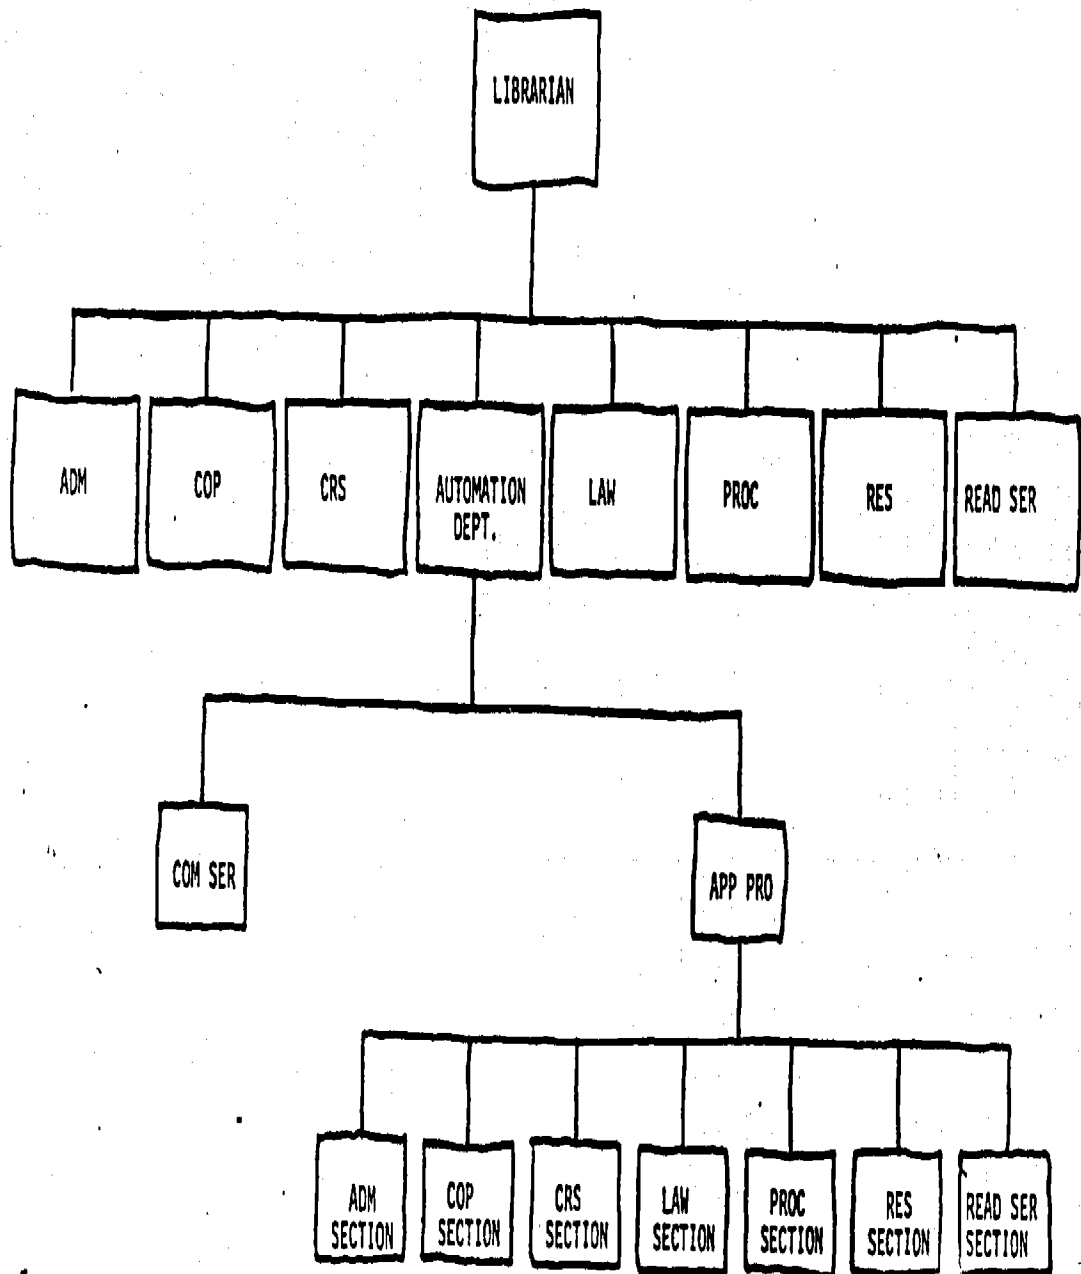 LIBRARIAN
ADM
COP
CRS
AUTOMATION
DEPT.
LAW
PROC
RES
READ SER
COM SER
APP PRO
ADM
SECTION
COP
SECTION
CRS
SECTION
LAW
SECTION
PROC
SECTION
RES
SECTION
READ SER
SECTION